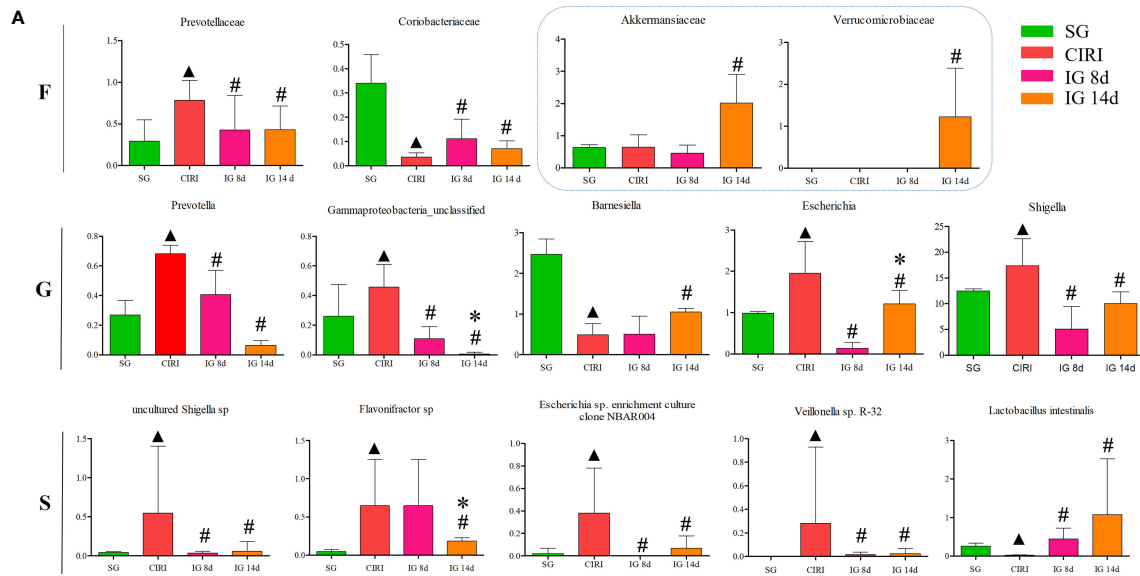 A
F
Prevotellaceae
1.5
1.0
0.5
0.0
▲
#
#
SG
CIRI
IG 8d
IG 14 d
Coriobacteriaceae
0.5
0.4
0.3
0.2
0.1
0.0
▲
#
#
SG
CIRI
IG 8d
IG 14 d
Akkermansiaceae
4
3
2
1
0
#
SG
CIRI
IG 8d
IG 14d
Verrucomicrobiaceae
3
2
1
0
#
SG
CIRI
IG 8d
IG 14d
SG
CIRI
IG 8d
IG 14d
G
Prevotella
0.8
0.6
0.4
0.2
0.0
▲
#
#
SG
CIRI
IG 8d
IG 14d
Gammaproteobacteria_unclassified
0.8
0.6
0.4
0.2
0.0
▲
#
*
#
SG
CIRI
IG 8d
IG 14d
Barnesiella
3
2
1
0
▲
#
SG
CIRI
IG 8d
IG 14d
Escherichia
3
2
1
0
▲
#
*
#
SG
CIRI
IG 8d
IG 14d
Shigella
25
20
15
10
5
0
▲
#
#
SG
CIRI
IG 8d
IG 14d
S
uncultured Shigella sp
1.5
1.0
0.5
0.0
▲
#
#
SG
CIRI
IG 8d
IG 14d
Flavonifractor sp
1.5
1.0
0.5
0.0
▲
*
#
SG
CIRI
IG 8d
IG 14d
Escherichia sp. enrichment culture
clone NBAR004
1.0
0.8
0.6
0.4
0.2
0.0
▲
#
#
SG
CIRI
IG 8d
IG 14d
Veillonella sp. R-32
1.0
0.8
0.6
0.4
0.2
0.0
▲
#
#
SG
CIRI
IG 8d
IG 14d
Lactobacillus intestinalis
3
2
1
0
▲
#
#
SG
CIRI
IG 8d
IG 14d